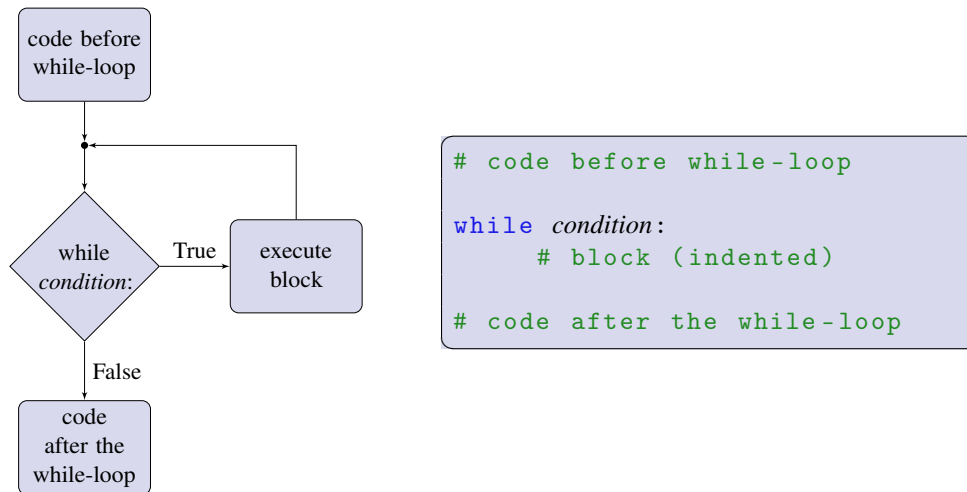 code before
while-loop
while
condition:
True
execute
block
False
code
after the
while-loop
# code before while-loop
while condition:
# block (indented)
# code after the while-loop